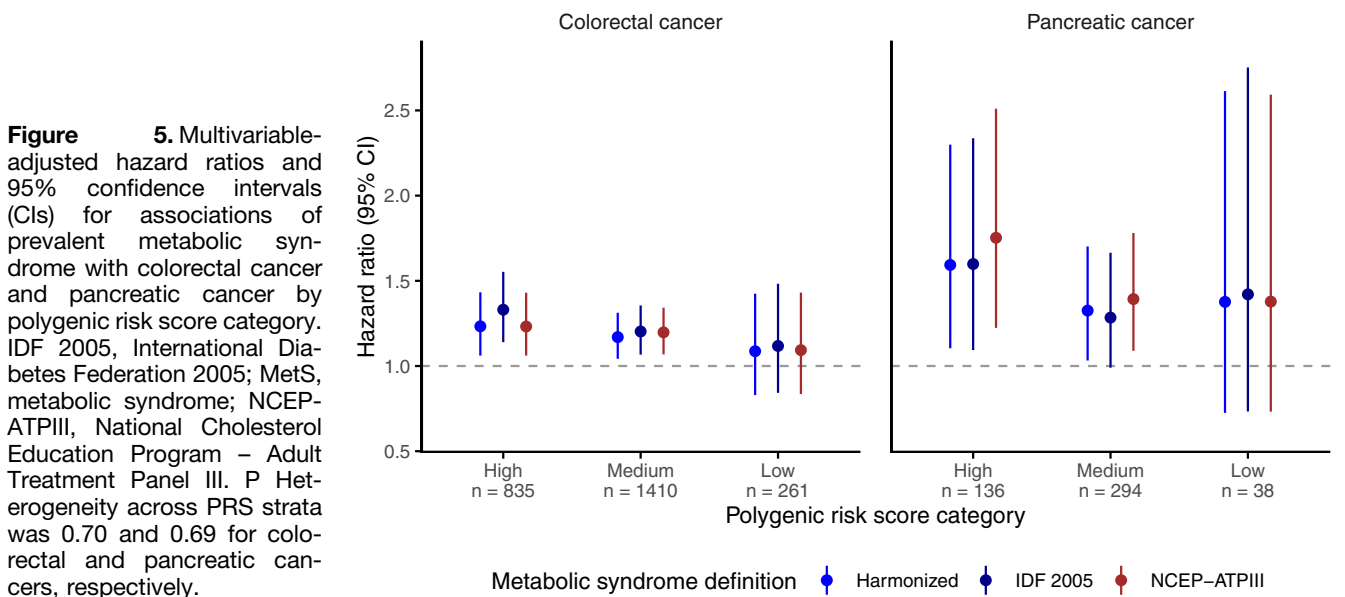 Figure 5. Multivariable-
adjusted hazard ratios and
95% confidence intervals
(CIs) for associations of
prevalent metabolic syn-
drome with colorectal cancer
and pancreatic cancer by
polygenic risk score category.
IDF 2005, International Dia-
betes Federation 2005; MetS,
metabolic syndrome; NCEP-
ATPIII, National Cholesterol
Education Program – Adult
Treatment Panel III. P Het-
erogeneity across PRS strata
was 0.70 and 0.69 for colo-
rectal and pancreatic can-
cers, respectively.
Colorectal cancer
Pancreatic cancer
Hazard ratio (95% CI)
2.5
2.0
1.5
1.0
0.5
High
n = 835
Medium
n = 1410
Low
n = 261
High
n = 136
Medium
n = 294
Low
n = 38
Polygenic risk score category
Metabolic syndrome definition Harmonized IDF 2005 NCEP−ATPIII